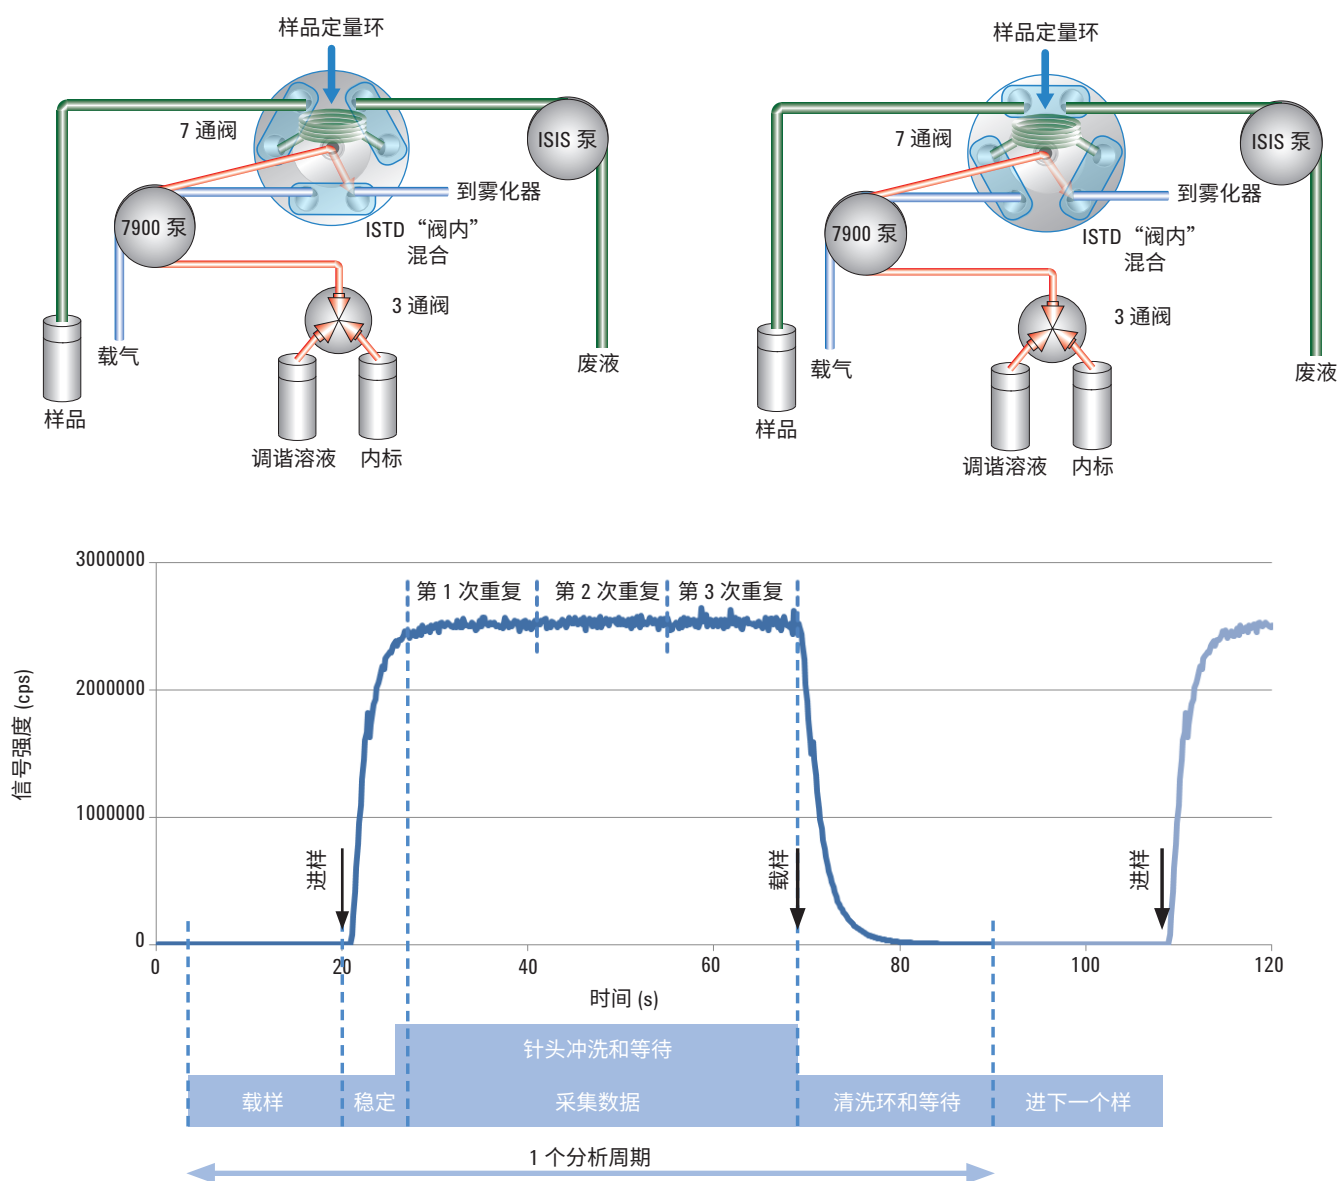 样品定量环
7 通阀
ISIS 泵
到雾化器
7900 泵
ISTD “阀内”
混合
3 通阀
载气
废液
样品
调谐溶液
内标
样品定量环
7 通阀
ISIS 泵
到雾化器
7900 泵
ISTD “阀内”
混合
3 通阀
载气
废液
样品
调谐溶液
内标
3000000
2000000
1000000
0
信号强度 (cps)
第 1 次重复
第 2 次重复
第 3 次重复
进样
载样
进样
0
20
40
60
80
100
120
时间 (s)
针头冲洗和等待
载样
稳定
采集数据
清洗环和等待
进下一个样
1 个分析周期